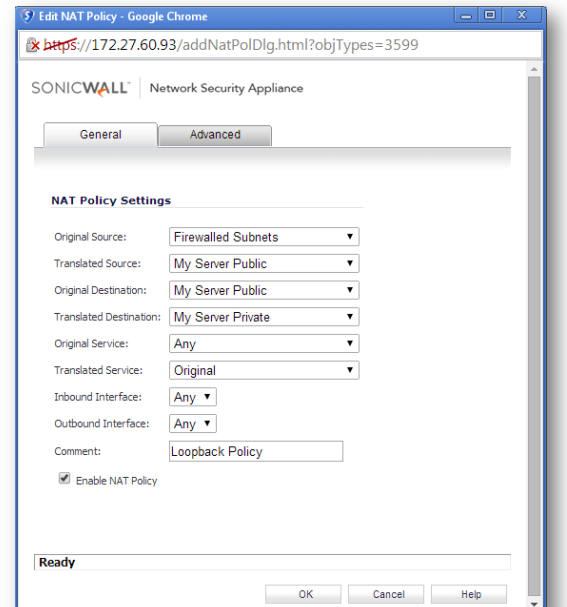 Edit NAT Policy - Google Chrome
https://172.27.60.93/addNatPolDlg.html?objTypes=3599
SONICWALL Network Security Appliance
General Advanced
NAT Policy Settings
Original Source: Firewalled Subnets
Translated Source: My Server Public
Original Destination: My Server Public
Translated Destination: My Server Private
Original Service: Any
Translated Service: Original
Inbound Interface: Any
Outbound Interface: Any
Comment: Loopback Policy
Enable NAT Policy
Ready
OK Cancel Help